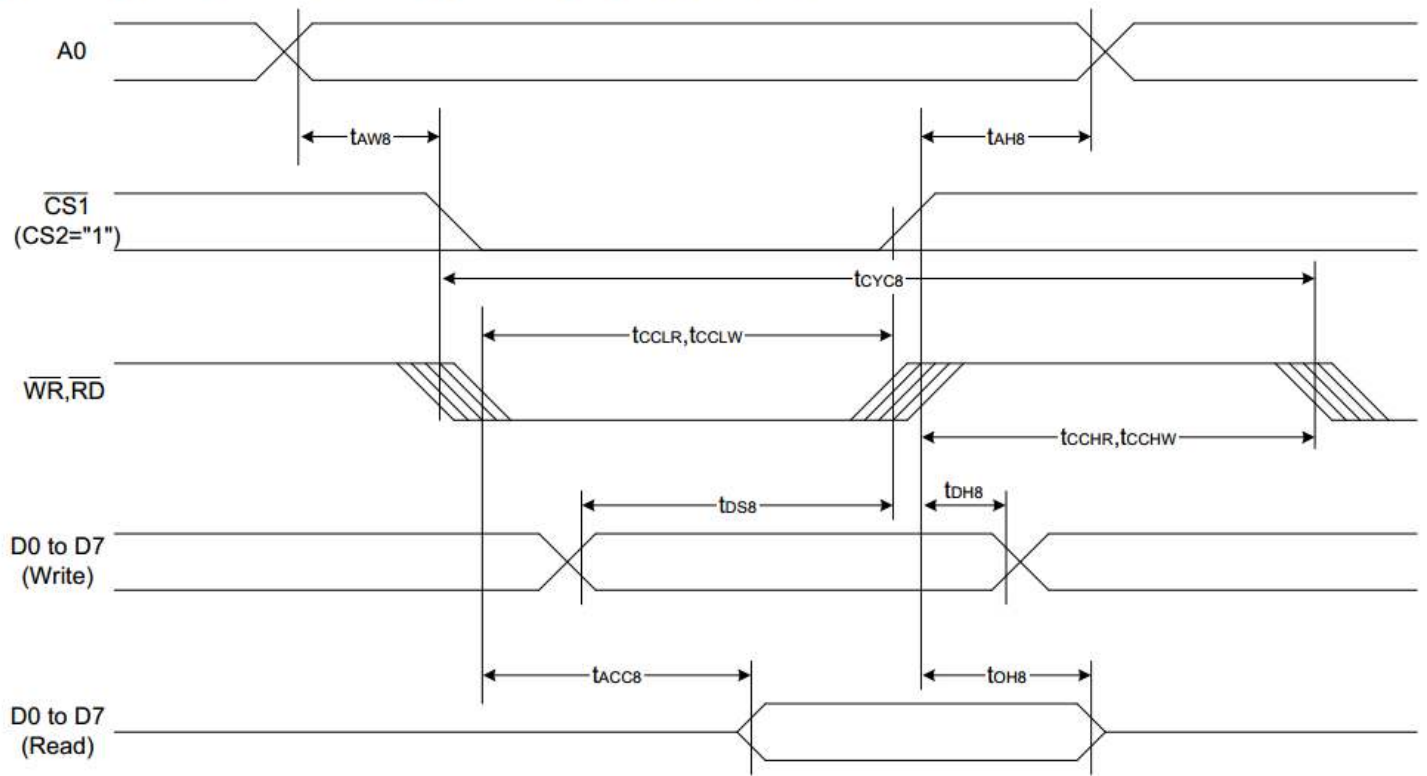 A0
tAW8
tAH8
CS1
(CS2="1")
tCYC8
tCCLR,tCCLW
WR,RD
tCCHR,tCCHW
tDS8
tDH8
D0 to D7
(Write)
tACC8
tOH8
D0 to D7
(Read)